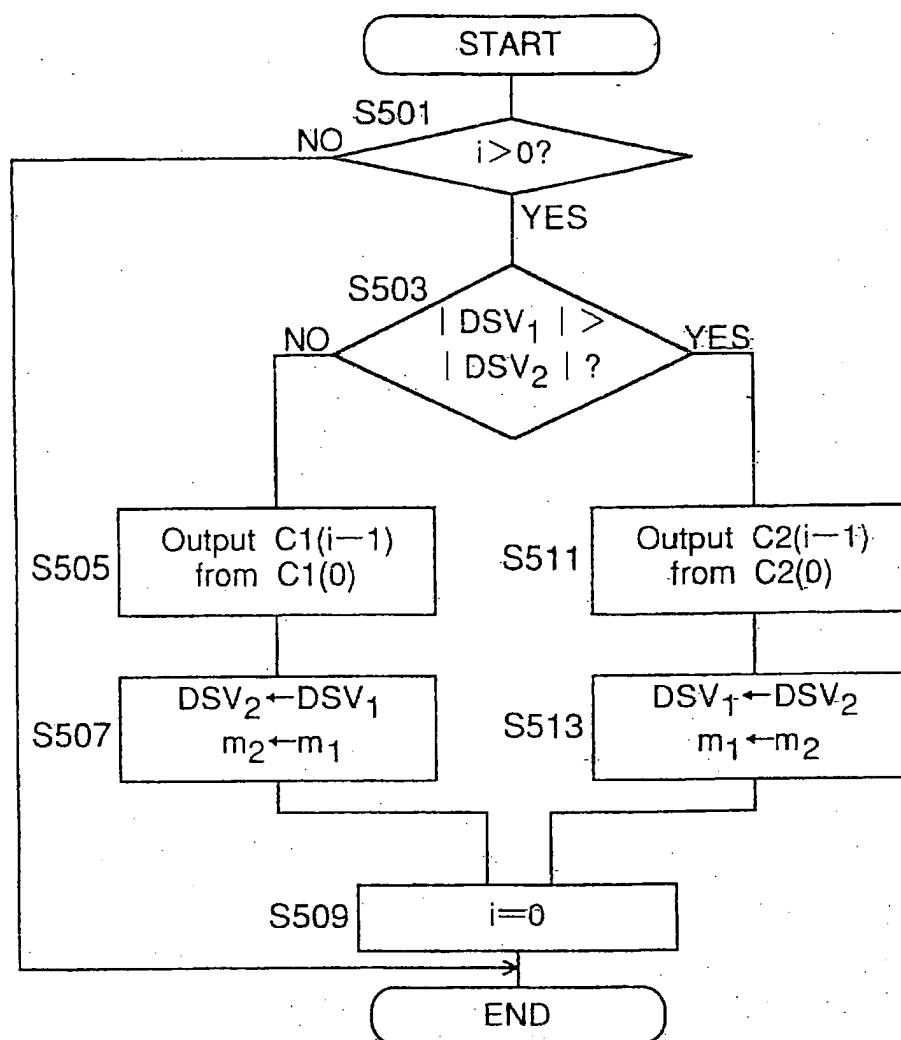 START
S501
NO
i>0?
YES
S503
NO
| DSV₁ | >
| DSV₂ | ?
YES
S505
Output C1(i−1)
from C1(0)
S511
Output C2(i−1)
from C2(0)
S507
DSV₂←DSV₁
m₂←m₁
S513
DSV₁←DSV₂
m₁←m₂
S509
i=0
END